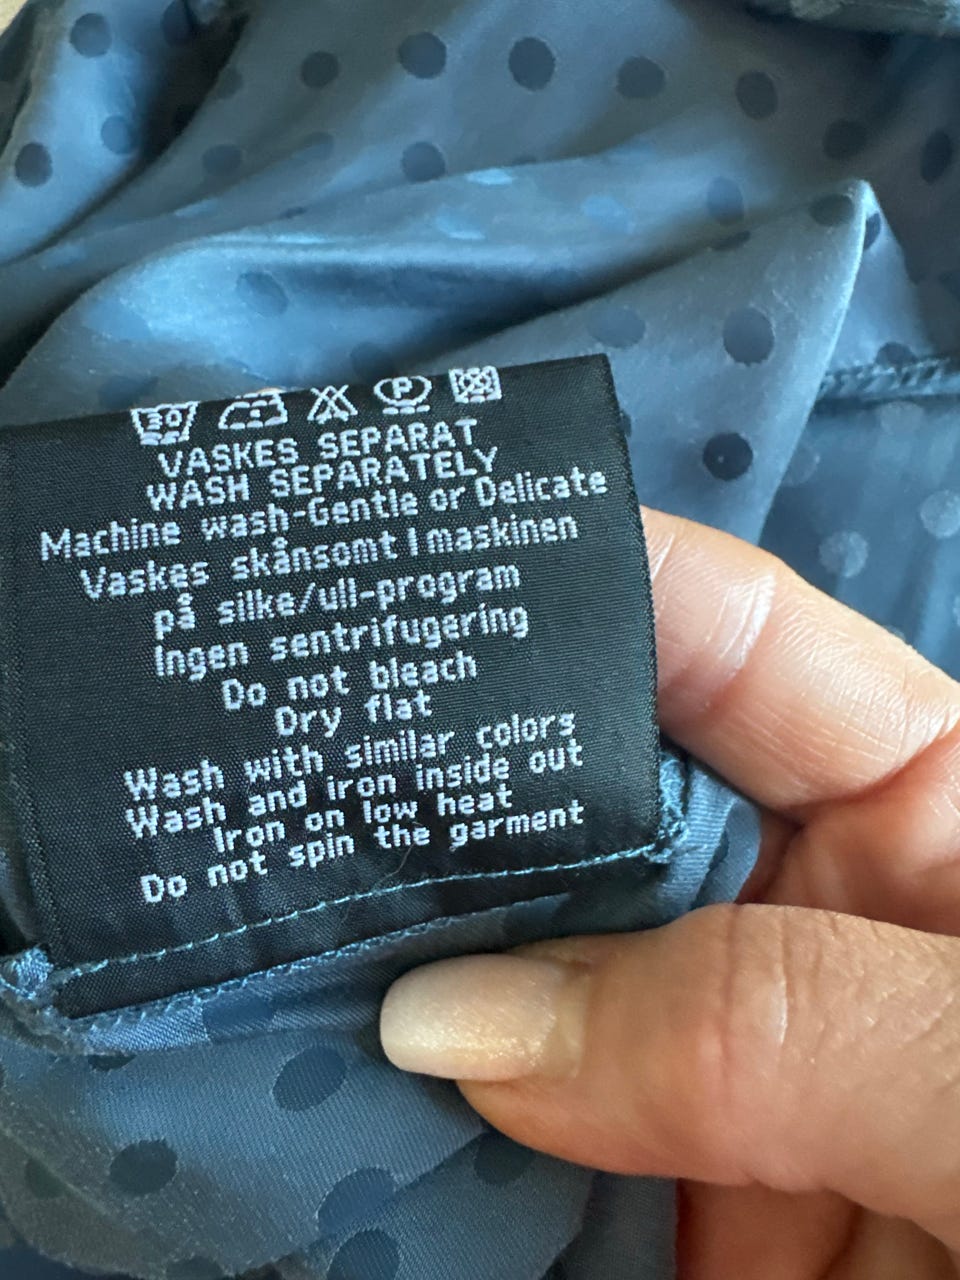 30 P
VASKES SEPARAT
WASH SEPARATELY
Machine wash-Gentle or Delicate
Vaskes skånsomt I maskinen
på silke/ull-program
Ingen sentrifugering
Do not bleach
Dry flat
Wash with similar colors
Wash and iron inside out
Iron on low heat
Do not spin the garment